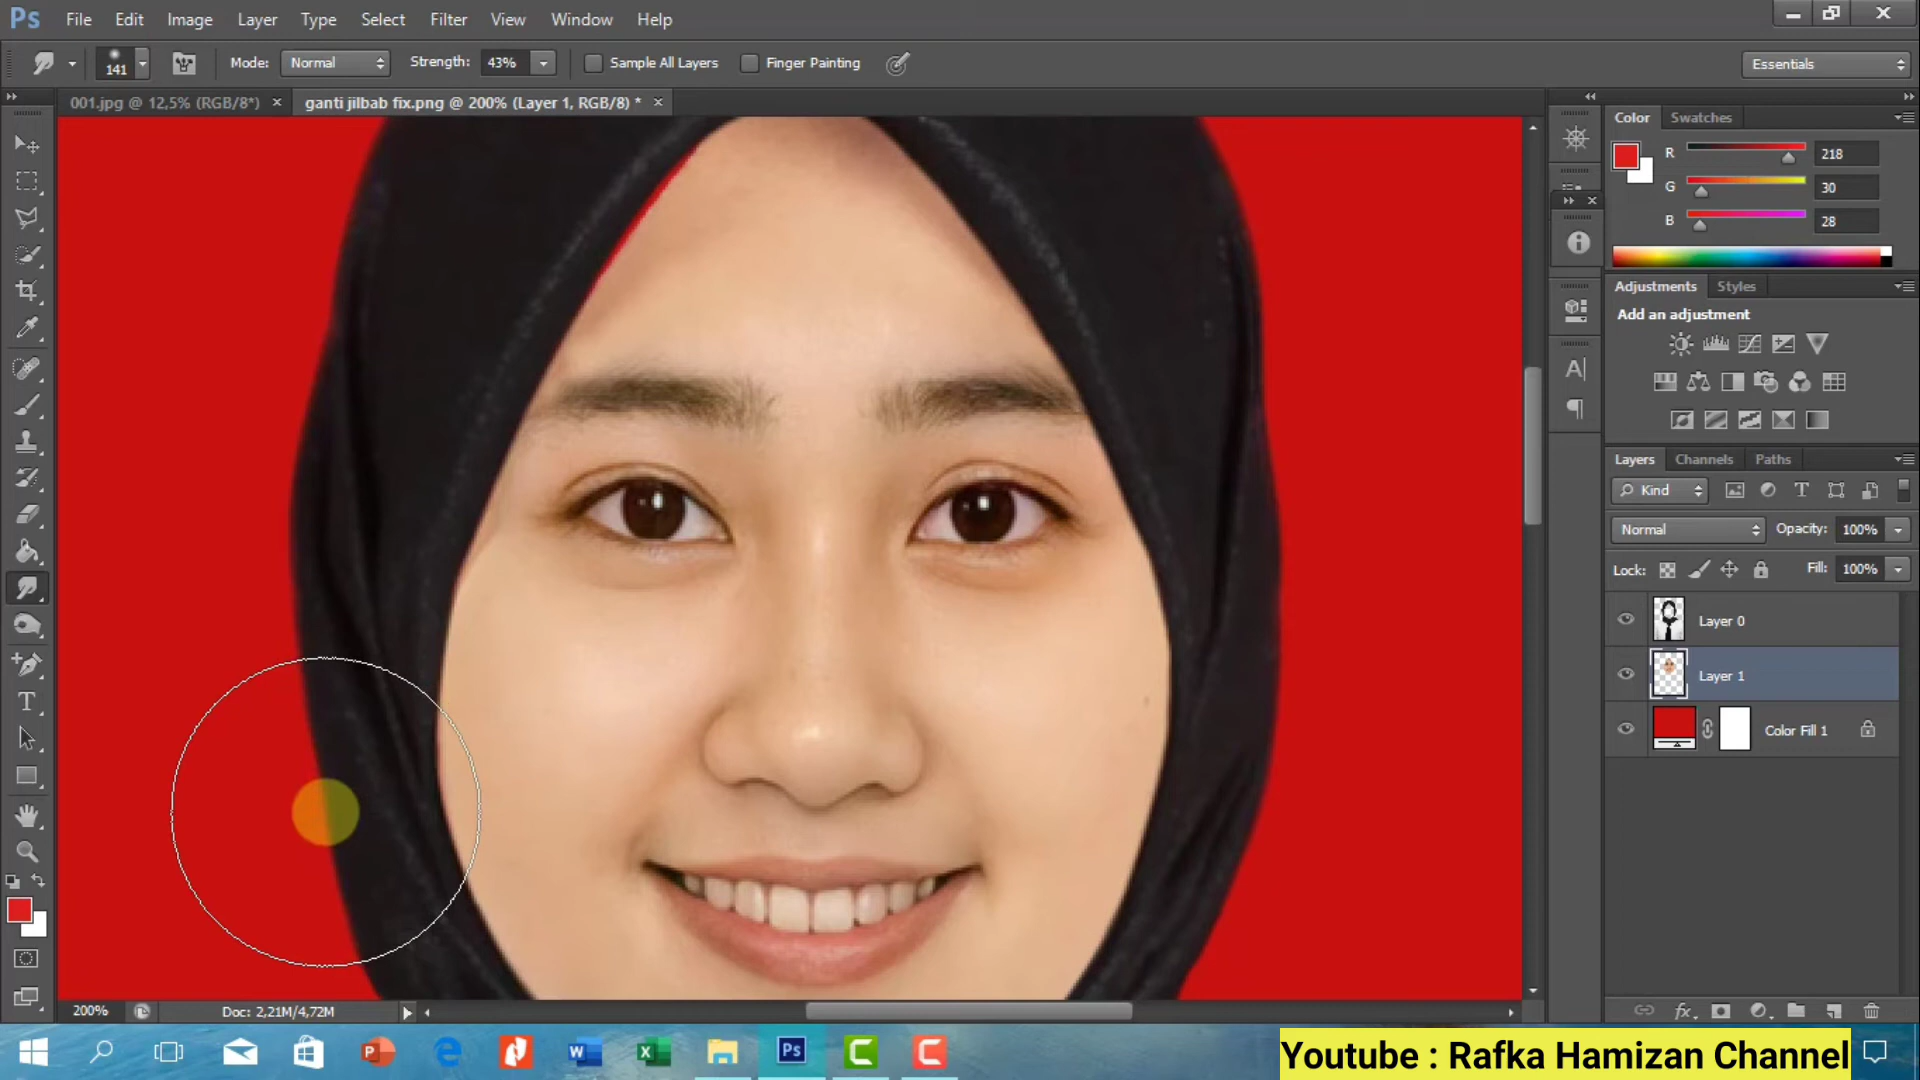 Ps File Edit Image Layer Type Select Filter View Window Help
141 Mode: Normal Strength: 43% Sample All Layers Finger Painting Essentials
001.jpg @ 12,5% (RGB/8*) × ganti jilbab fix.png @ 200% (Layer 1, RGB/8) * ×
Color Swatches
R 218
G 30
B 28
Adjustments Styles
Add an adjustment
Layers Channels Paths
Kind
Normal Opacity: 100%
Lock: Fill: 100%
Layer 0
Layer 1
Color Fill 1
200% Doc: 2,21M/4,72M
Youtube : Rafka Hamizan Channel